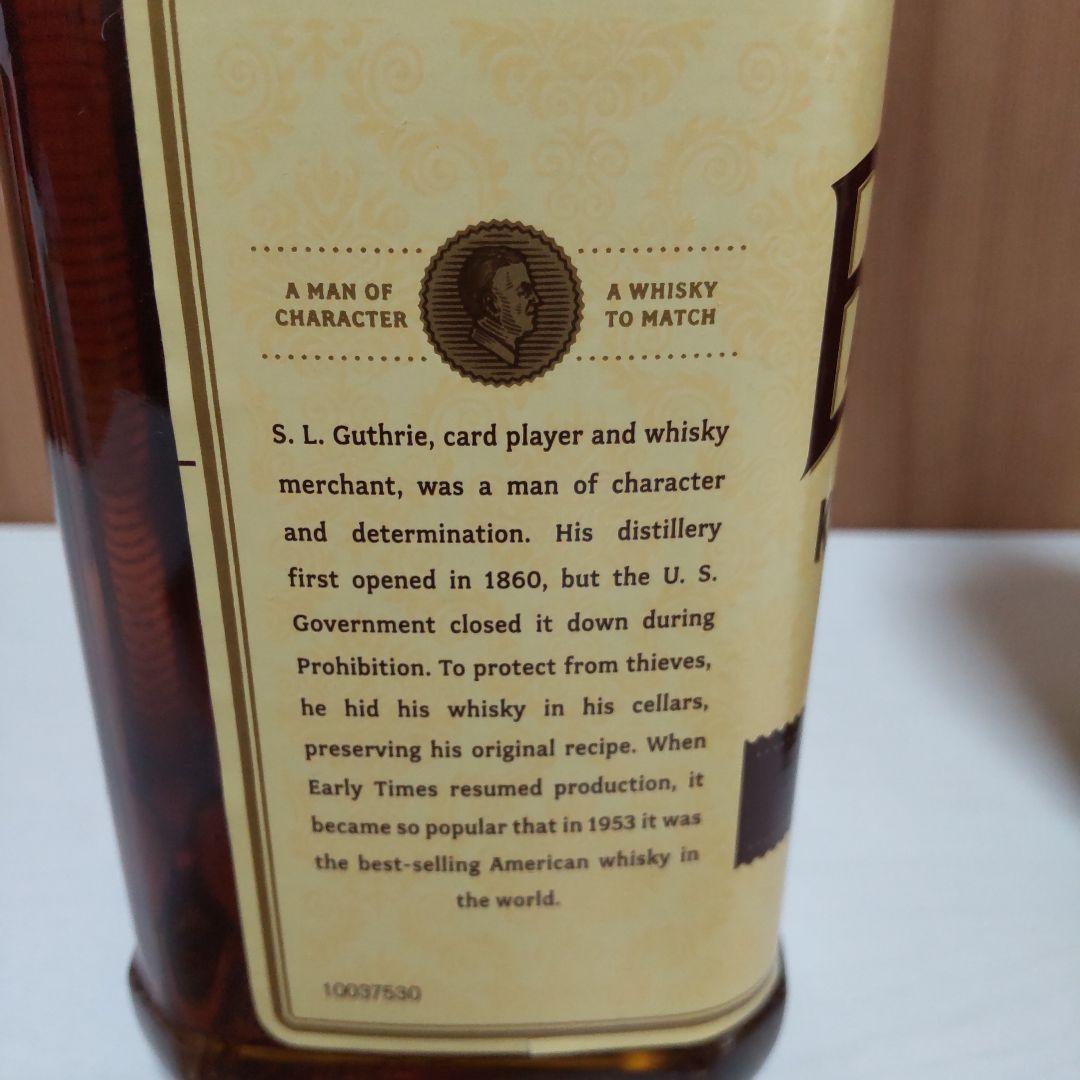 A MAN OF
CHARACTER
A WHISKY
TO MATCH
S. L. Guthrie, card player and whisky
merchant, was a man of character
and determination. His distillery
first opened in 1860, but the U. S.
Government closed it down during
Prohibition. To protect from thieves,
he hid his whisky in his cellars,
preserving his original recipe. When
Early Times resumed production, it
became so popular that in 1953 it was
the best-selling American whisky in
the world.
10037530